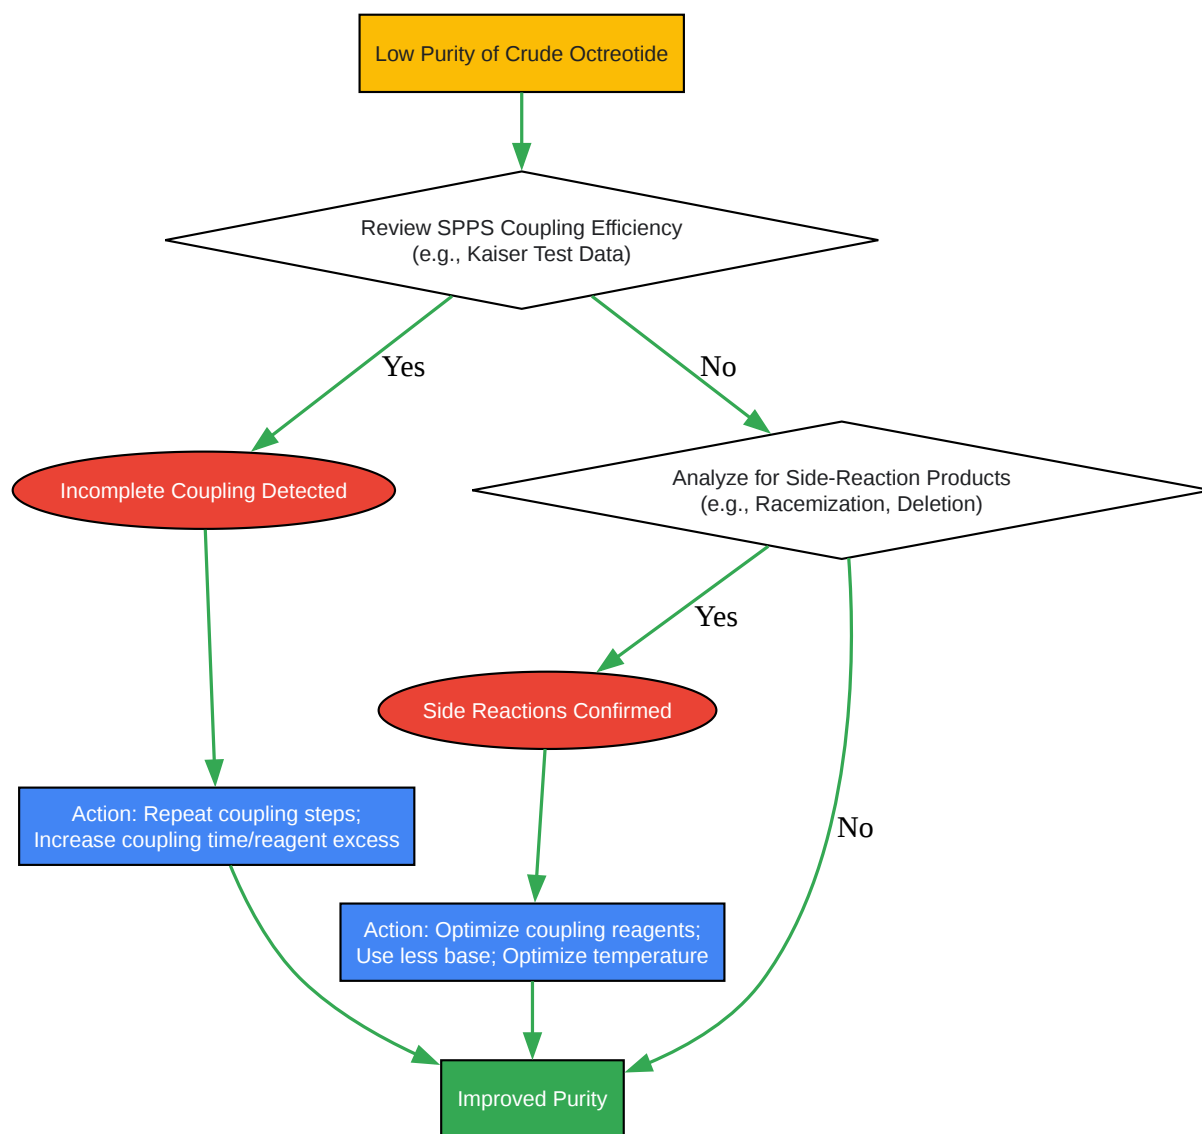 Low Purity of Crude Octreotide
Review SPPS Coupling Efficiency
(e.g., Kaiser Test Data)
Yes
No
Incomplete Coupling Detected
Analyze for Side-Reaction Products
(e.g., Racemization, Deletion)
Yes
Side Reactions Confirmed
Action: Repeat coupling steps;
Increase coupling time/reagent excess
No
Action: Optimize coupling reagents;
Use less base; Optimize temperature
Improved Purity